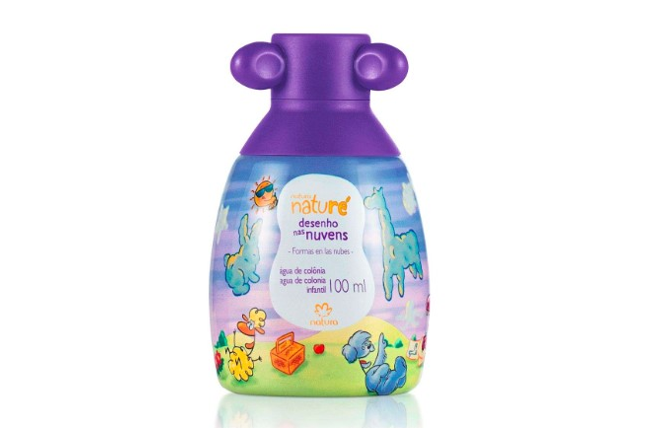 naturé
desenho
nas nuvens
- Formas en las nubes -
água de colônia
agua de colonia
infantil 100 ml
natura